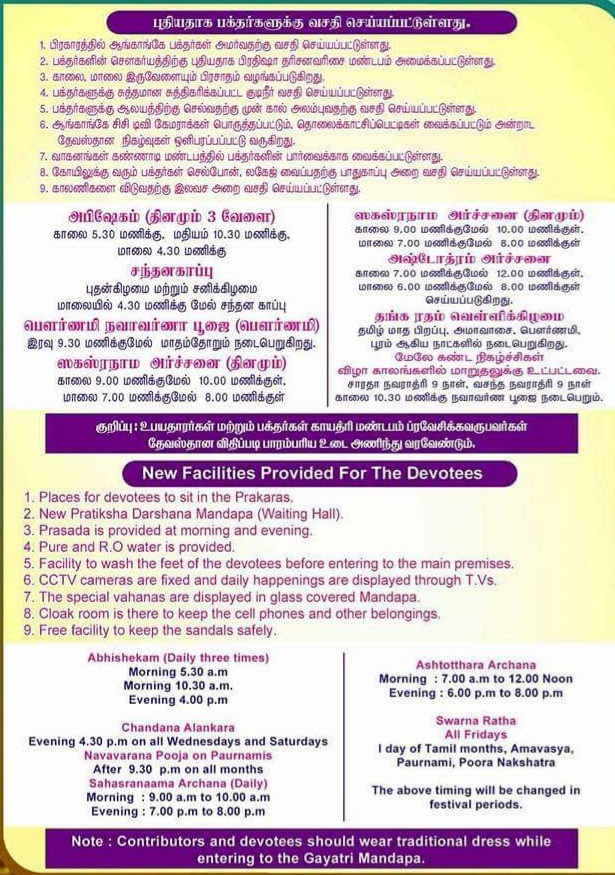 புதியதாக பக்தர்களுக்கு வசதி செய்யப்பட்டுள்ளது.
1. பிரகாரத்தில் ஆங்காங்கே பக்தர்கள் அமர்வதற்கு வசதி செய்யப்பட்டுள்ளது.
2. பக்தர்களின் சௌகர்யத்திற்கு புதியதாக பிரதிஷா தரிசனவரிசை மண்டபம் அமைக்கப்பட்டுள்ளது.
3. காலை, மாலை இருவேளையும் பிரசாதம் வழங்கப்படுகிறது.
4. பக்தர்களுக்கு சுத்தமான சுத்திகரிக்கப்பட்ட குடிநீர் வசதி செய்யப்பட்டுள்ளது.
5. பக்தர்களுக்கு ஆலயத்திற்கு செல்வதற்கு முன் கால் அலம்புவதற்கு வசதி செய்யப்பட்டுள்ளது.
6. ஆங்காங்கே சிசி டிவி கேமராக்கள் பொருத்தப்பட்டும், தொலைக்காட்சிப்பெட்டிகள் வைக்கப்பட்டும் அன்றாட
தேவஸ்தான நிகழ்வுகள் ஒளிபரப்பப்பட்டு வருகிறது.
7. வாகனங்கள் கண்ணாடி மண்டபத்தில் பக்தர்களின் பார்வைக்காக வைக்கப்பட்டுள்ளது.
8. கோயிலுக்கு வரும் பக்தர்கள் செல்போன், லகேஜ் வைப்பதற்கு பாதுகாப்பு அறை வசதி செய்யப்பட்டுள்ளது.
9. காலணிகளை விடுவதற்கு இலவச அறை வசதி செய்யப்பட்டுள்ளது.
அபிஷேகம் (தினமும் 3 வேளை)
காலை 5.30 மணிக்கு, மதியம் 10.30 மணிக்கு,
மாலை 4.30 மணிக்கு
சந்தனகாப்பு
புதன்கிழமை மற்றும் சனிக்கிழமை
மாலையில் 4.30 மணிக்கு மேல் சந்தன காப்பு
பௌர்ணமி நவாவர்ணா பூஜை (பௌர்ணமி)
இரவு 9.30 மணிக்குமேல் மாதம்தோறும் நடைபெறுகிறது.
ஸகஸ்ரநாம அர்ச்சனை (தினமும்)
காலை 9.00 மணிக்குமேல் 10.00 மணிக்குள்,
மாலை 7.00 மணிக்குமேல் 8.00 மணிக்குள்
ஸகஸ்ரநாம அர்ச்சனை (தினமும்)
காலை 9.00 மணிக்குமேல் 10.00 மணிக்குள்,
மாலை 7.00 மணிக்குமேல் 8.00 மணிக்குள்
அஷ்டோத்ரம் அர்ச்சனை
காலை 7.00 மணிக்குமேல் 12.00 மணிக்குள்,
மாலை 6.00 மணிக்குமேல் 8.00 மணிக்குள்
செய்யப்படுகிறது.
தங்க ரதம் வெள்ளிக்கிழமை
தமிழ் மாத பிறப்பு, அமாவாசை, பௌர்ணமி,
பூரம் ஆகிய நாட்களில் நடைபெறுகிறது.
மேலே கண்ட நிகழ்ச்சிகள்
விழா காலங்களில் மாறுதலுக்கு உட்பட்டவை.
சாரதா நவராத்ரி 9 நாள், வசந்த நவராத்ரி 9 நாள்
காலை 10.30 மணிக்கு நவாவர்ண பூஜை நடைபெறும்.
குறிப்பு : உபயதாரர்கள் மற்றும் பக்தர்கள் காயத்ரி மண்டபம் ப்ரவேசிக்கவருபவர்கள்
தேவஸ்தான விதிப்படி பாரம்பரிய உடை அணிந்து வரவேண்டும்.
New Facilities Provided For The Devotees
1. Places for devotees to sit in the Prakaras.
2. New Pratiksha Darshana Mandapa (Waiting Hall).
3. Prasada is provided at morning and evening.
4. Pure and R.O water is provided.
5. Facility to wash the feet of the devotees before entering to the main premises.
6. CCTV cameras are fixed and daily happenings are displayed through T.Vs.
7. The special vahanas are displayed in glass covered Mandapa.
8. Cloak room is there to keep the cell phones and other belongings.
9. Free facility to keep the sandals safely.
Abhishekam (Daily three times)
Morning 5.30 a.m
Morning 10.30 a.m.
Evening 4.00 p.m
Chandana Alankara
Evening 4.30 p.m on all Wednesdays and Saturdays
Navavarna Pooja on Paurnamis
After 9.30 p.m on all months
Sahasranaama Archana (Daily)
Morning : 9.00 a.m to 10.00 a.m
Evening : 7.00 p.m to 8.00 p.m
Ashtotthara Archana
Morning : 7.00 a.m to 12.00 Noon
Evening : 6.00 p.m to 8.00 p.m
Swarna Ratha
All Fridays
I day of Tamil months, Amavasya,
Paurnami, Poora Nakshatra
The above timing will be changed in
festival periods.
Note : Contributors and devotees should wear traditional dress while
entering to the Gayatri Mandapa.